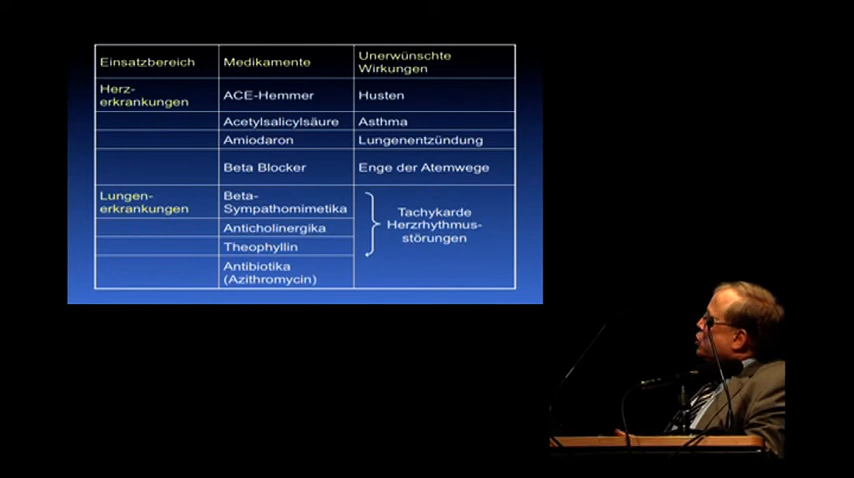 Einsatzbereich Medikamente Unerwünschte
Wirkungen
Herz-
erkrankungen ACE-Hemmer Husten
Acetylsalicylsäure Asthma
Amiodaron Lungenentzündung
Beta Blocker Enge der Atemwege
Lungen-
erkrankungen Beta-
Sympathomimetika
Anticholinergika
Theophyllin
Antibiotika
(Azithromycin)
Tachykarde
Herzrhythmus-
störungen